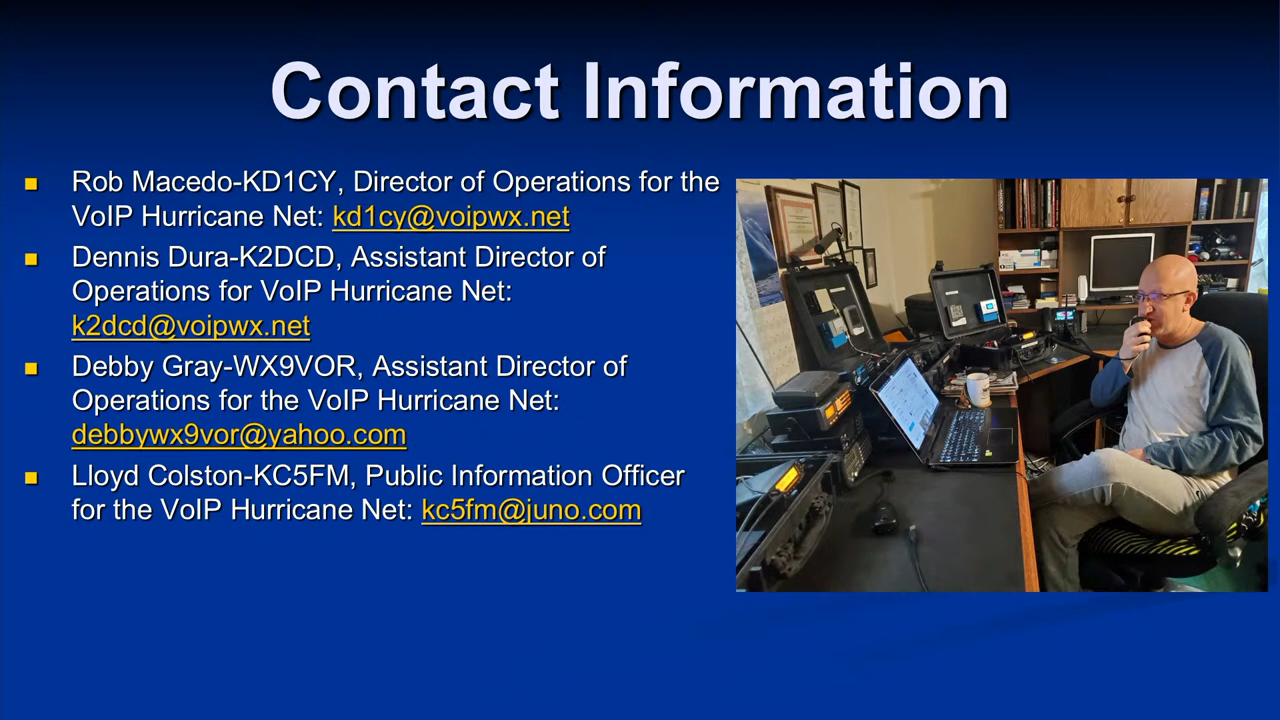 Contact Information
Rob Macedo-KD1CY, Director of Operations for the
VoIP Hurricane Net: kd1cy@voipwx.net
Dennis Dura-K2DCD, Assistant Director of
Operations for VoIP Hurricane Net:
k2dcd@voipwx.net
Debby Gray-WX9VOR, Assistant Director of
Operations for the VoIP Hurricane Net:
debbywx9vor@yahoo.com
Lloyd Colston-KC5FM, Public Information Officer
for the VoIP Hurricane Net: kc5fm@juno.com